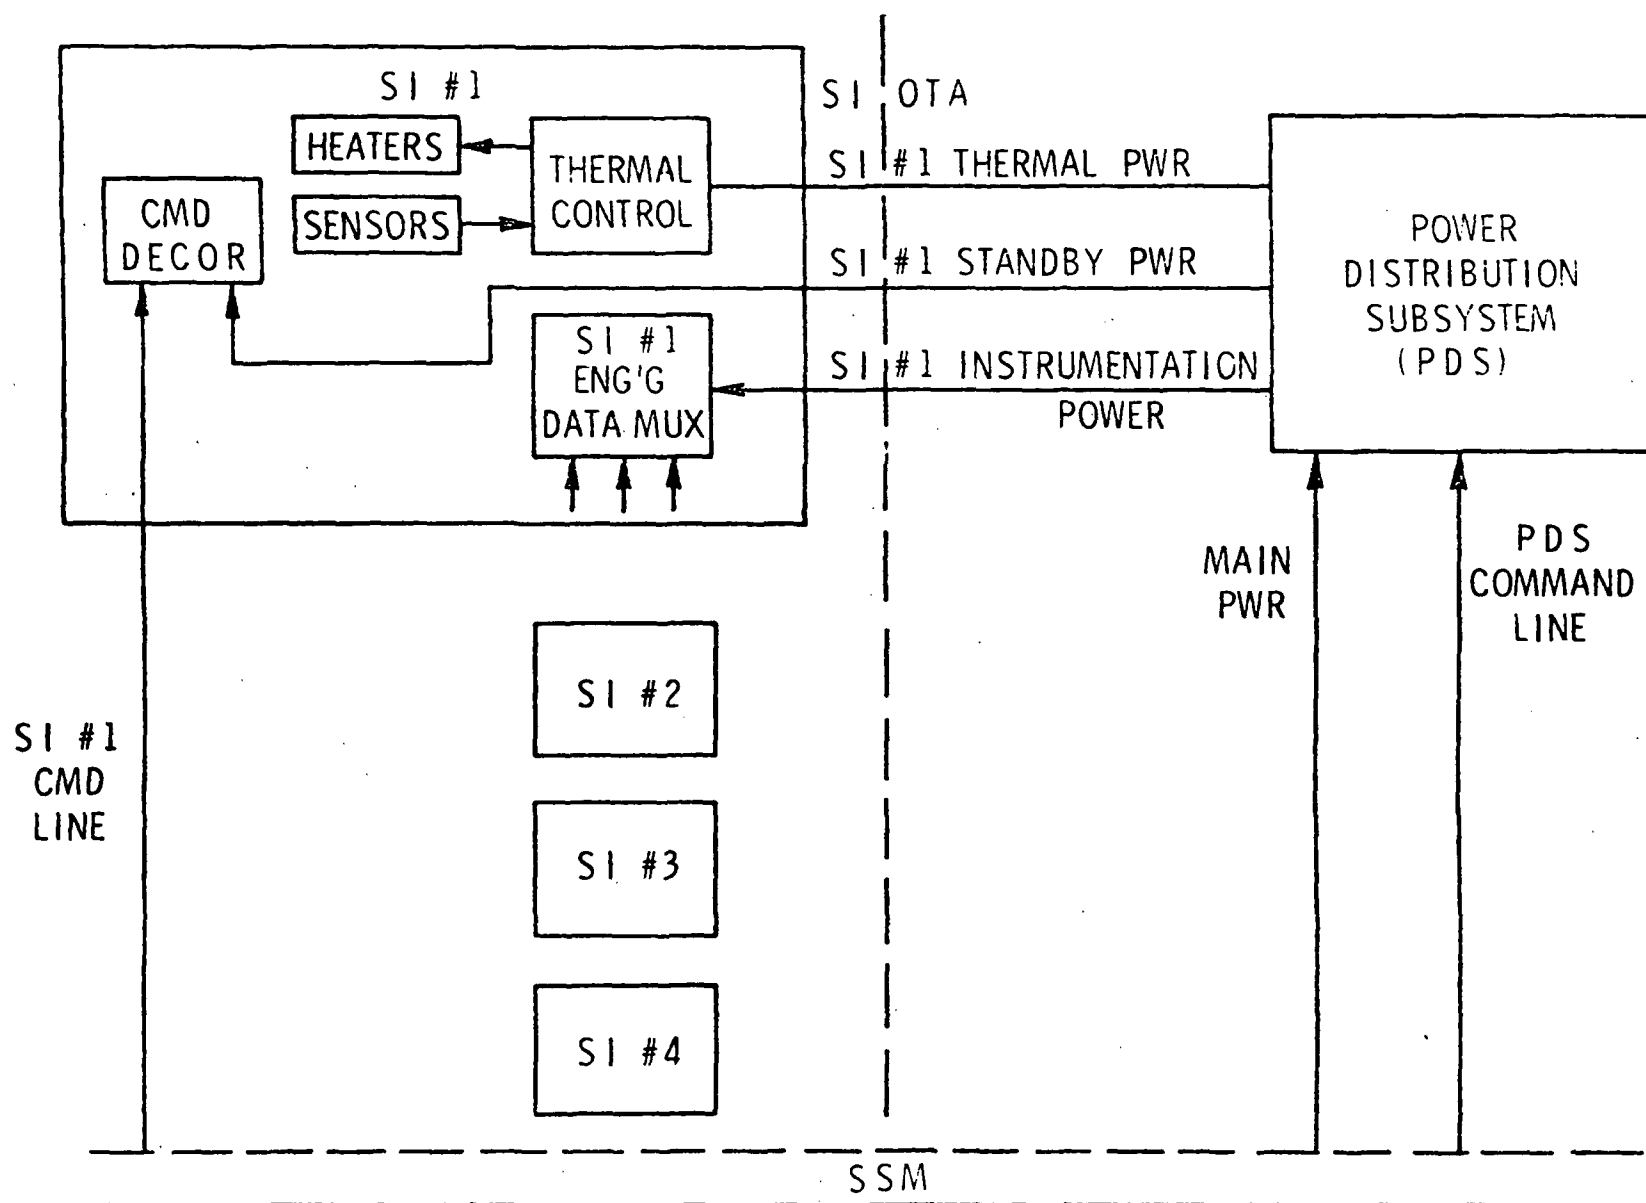 SI #1
SI OTA
HEATERS
THERMAL
CONTROL
SENSORS
CMD
DECOR
SI #1 THERMAL PWR
SI #1 STANDBY PWR
SI #1
ENG'G
DATA MUX
SI #1 INSTRUMENTATION
POWER
POWER
DISTRIBUTION
SUBSYSTEM
(PDS)
MAIN
PWR
PDS
COMMAND
LINE
SI #2
SI #1
CMD
LINE
SI #3
SI #4
SSM